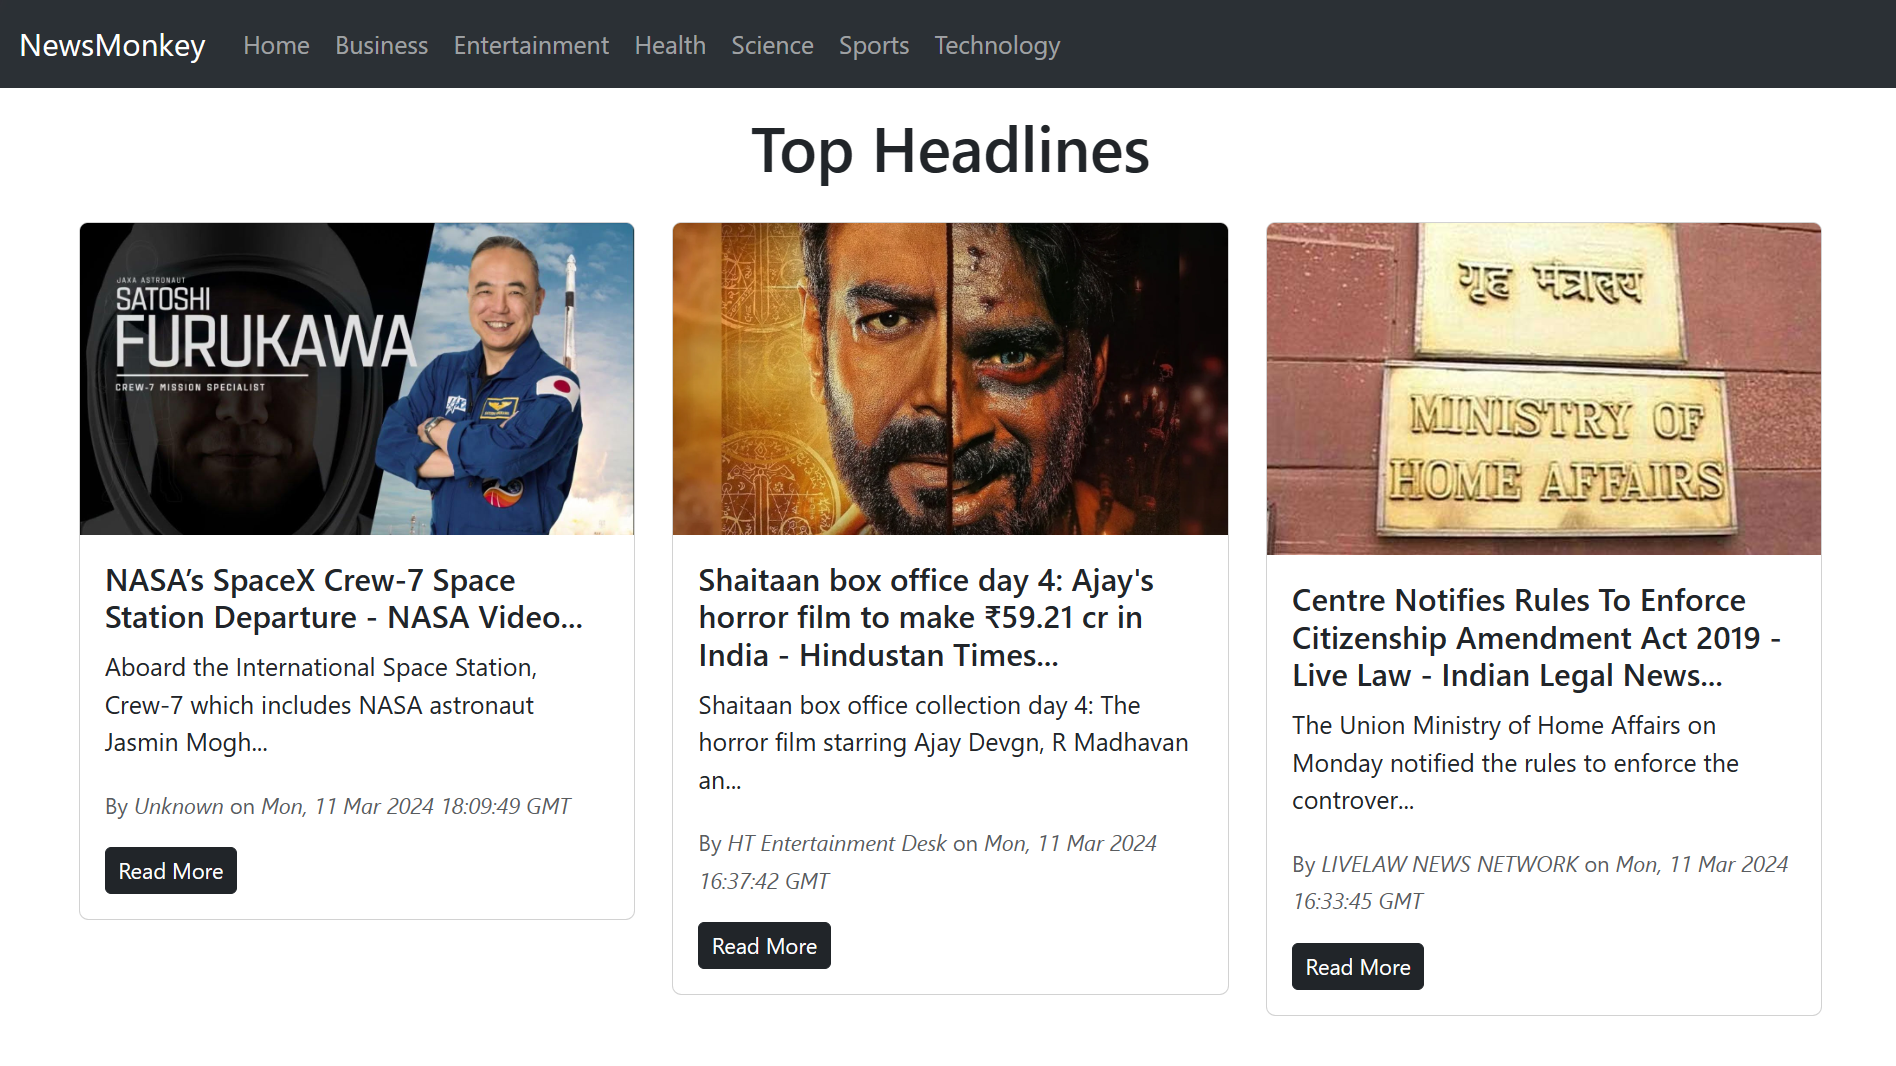 NewsMonkey Home Business Entertainment Health Science Sports Technology
Top Headlines
JAXA ASTRONAUT
SATOSHI
FURUKAWA
CREW-7 MISSION SPECIALIST
NASA’s SpaceX Crew-7 Space
Station Departure - NASA Video...
Aboard the International Space Station,
Crew-7 which includes NASA astronaut
Jasmin Mogh...
By Unknown on Mon, 11 Mar 2024 18:09:49 GMT
Read More
Shaitaan box office day 4: Ajay's
horror film to make ₹59.21 cr in
India - Hindustan Times...
Shaitaan box office collection day 4: The
horror film starring Ajay Devgn, R Madhavan
an...
By HT Entertainment Desk on Mon, 11 Mar 2024
16:37:42 GMT
Read More
गृह मंत्रालय
MINISTRY OF
HOME AFFAIRS
Centre Notifies Rules To Enforce
Citizenship Amendment Act 2019 -
Live Law - Indian Legal News...
The Union Ministry of Home Affairs on
Monday notified the rules to enforce the
controver...
By LIVELAW NEWS NETWORK on Mon, 11 Mar 2024
16:33:45 GMT
Read More